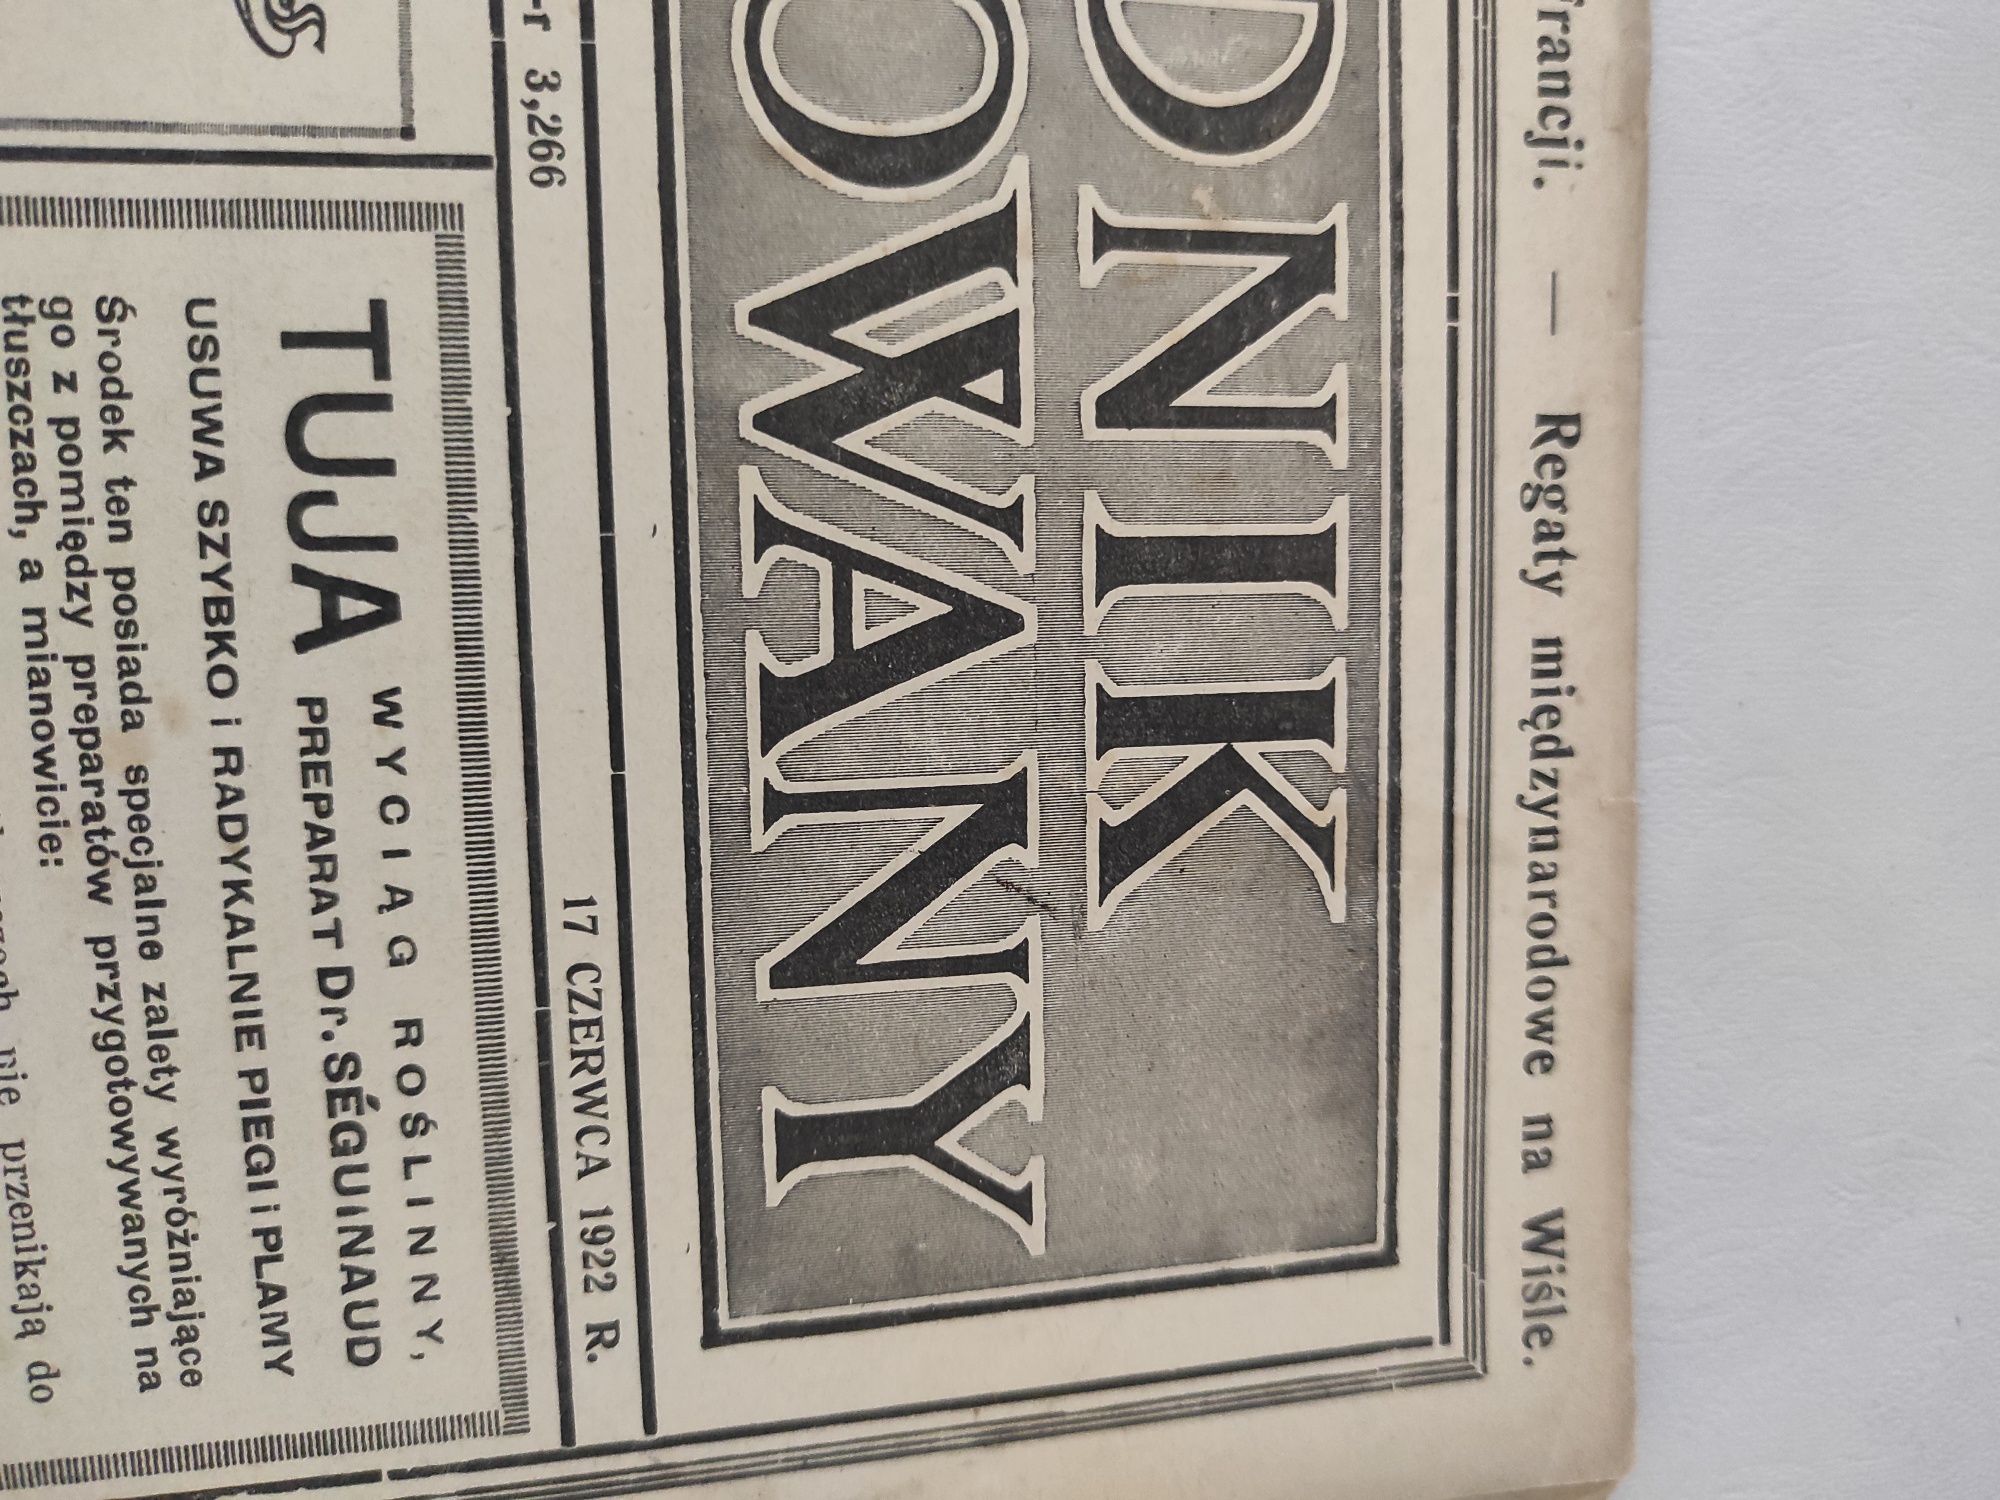 Francji. — Regaty międzynarodowe na Wiśle.
DNIK
OWANY
-r 3,266
17 CZERWCA 1922 R.
TUJA WYCIĄG ROŚLINNY,
PREPARAT Dr. SÉGUINAUD
USUWA SZYBKO i RADYKALNIE PIEGI i PLAMY
Środek ten posiada specjalne zalety wyróżniające
go z pomiędzy preparatów przygotowywanych na
tłuszczach, a mianowicie:
nie przenikają do